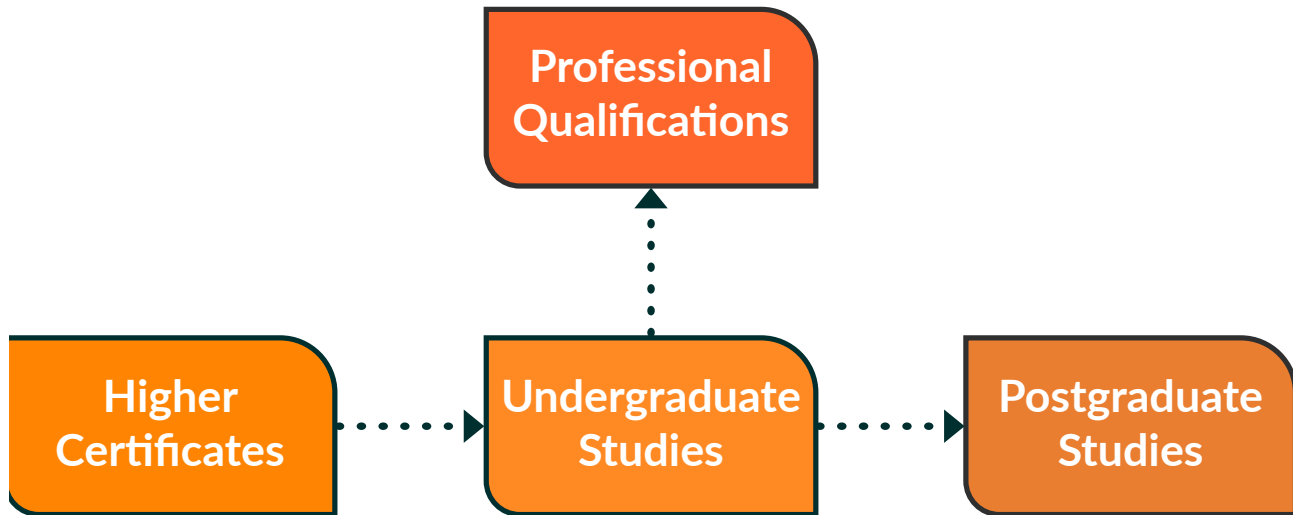 Professional
Qualifications
Higher
Certificates
Undergraduate
Studies
Postgraduate
Studies